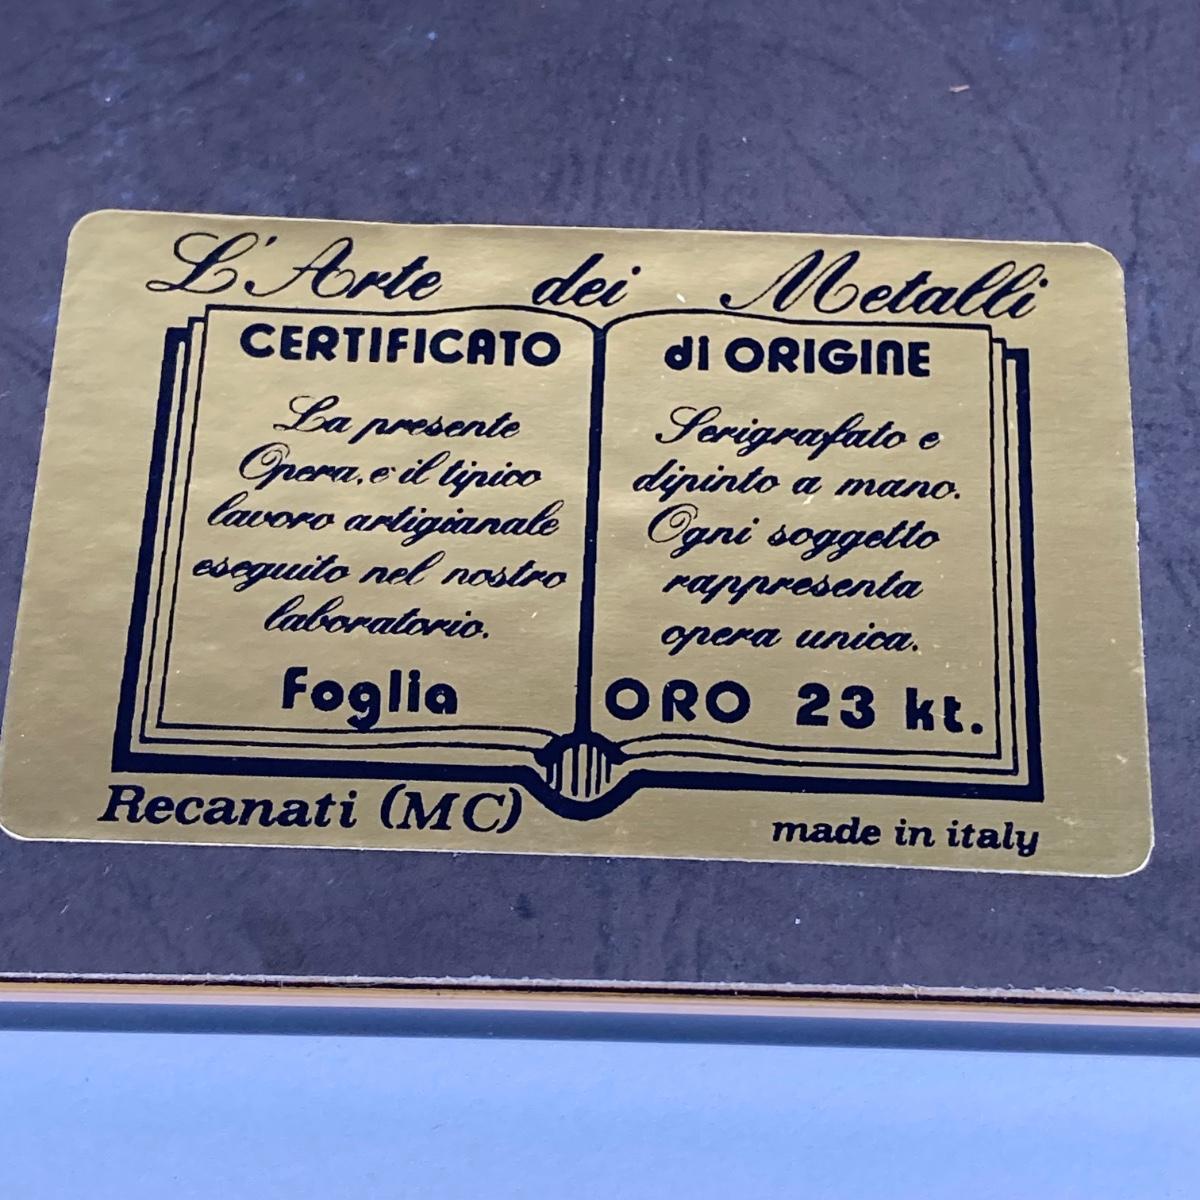 L'Arte dei Metalli
CERTIFICATO
La presente
Opera, e il tipico
lavoro artigianale
eseguito nel nostro
laboratorio.
Foglia
di ORIGINE
Serigrafato e
dipinto a mano.
Ogni soggetto
rappresenta
opera unica.
ORO 23 kt.
Recanati (MC)
made in italy